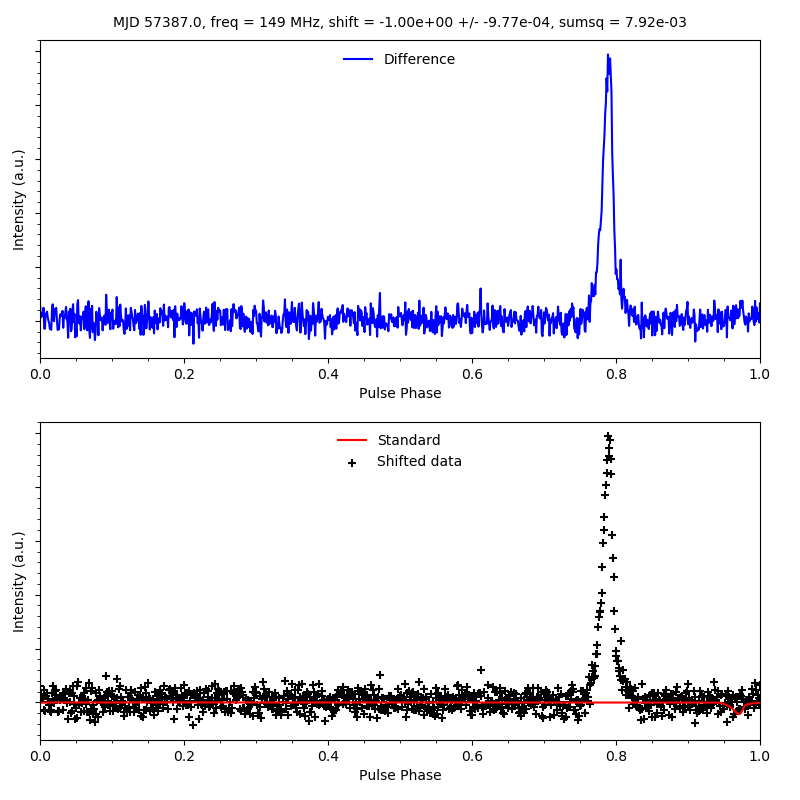 MJD 57387.0, freq = 149 MHz, shift = -1.00e+00 +/- -9.77e-04, sumsq = 7.92e-03
Difference
Intensity (a.u.)
0.0 0.2 0.4 0.6 0.8 1.0
Pulse Phase
Standard
Shifted data
Intensity (a.u.)
0.0 0.2 0.4 0.6 0.8 1.0
Pulse Phase